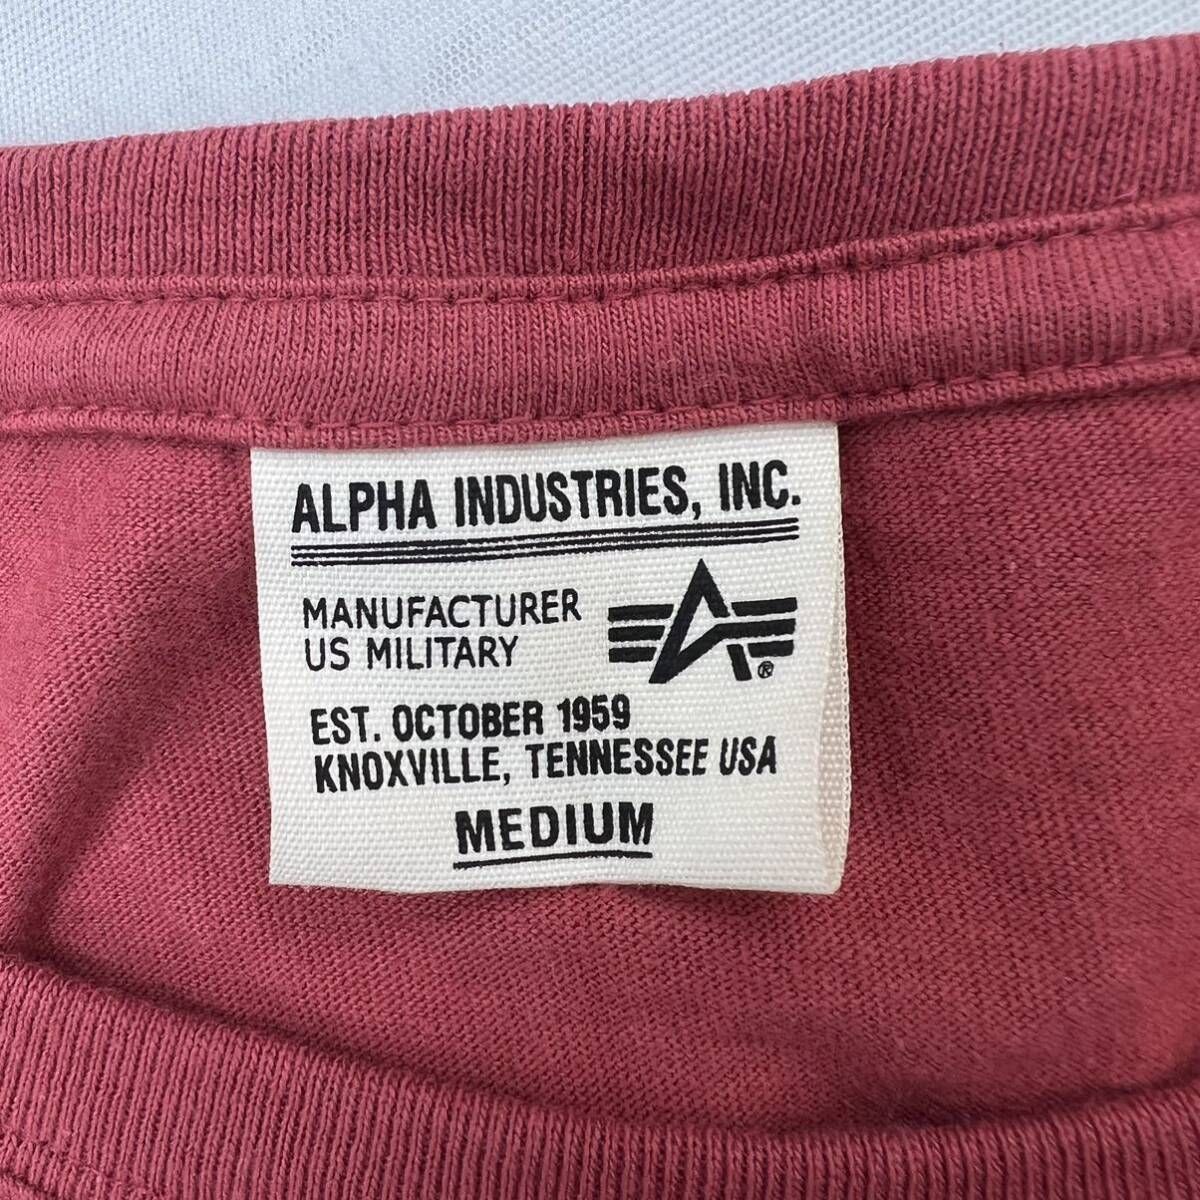 ALPHA INDUSTRIES, INC.
MANUFACTURER
US MILITARY
®
EST. OCTOBER 1959
KNOXVILLE, TENNESSEE USA
MEDIUM